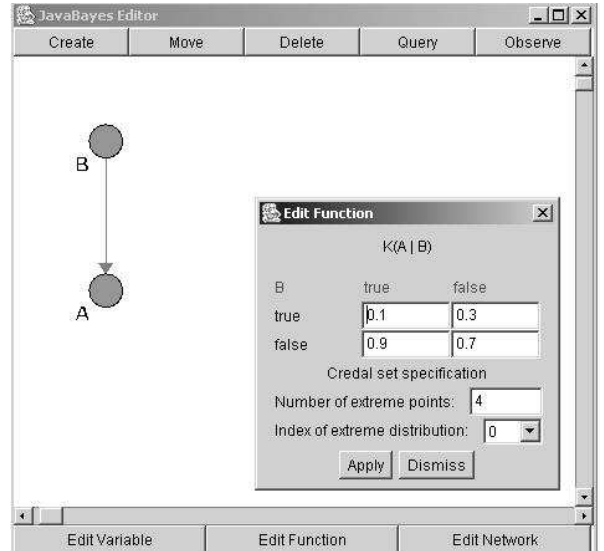 JavaBayes Editor
Create Move Delete Query Observe
B
A
Edit Function
K(A | B)
B true false
true 0.1 0.3
false 0.9 0.7
Credal set specification
Number of extreme points: 4
Index of extreme distribution: 0
Apply Dismiss
Edit Variable Edit Function Edit Network